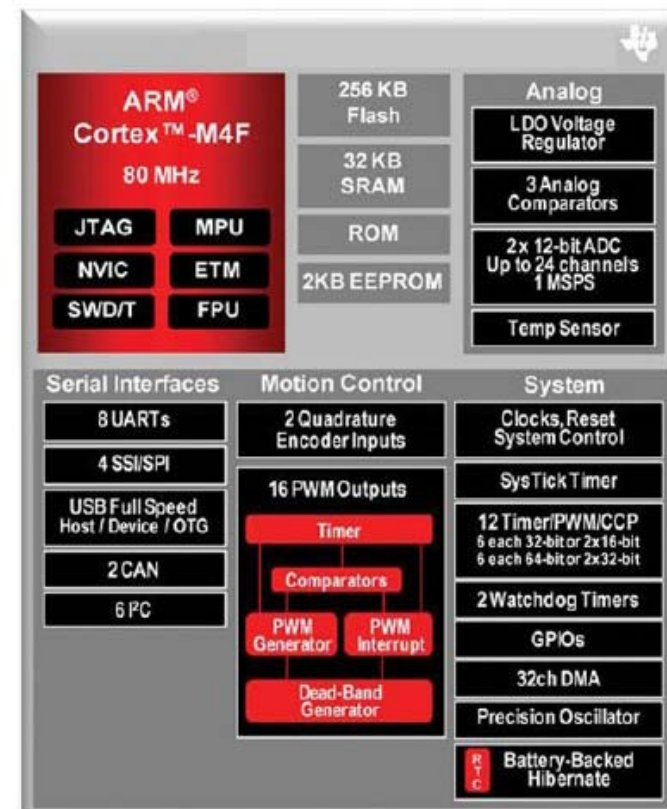 ARM®
Cortex™-M4F
80 MHz
JTAG
MPU
NVIC
ETM
SWD/T
FPU
256 KB
Flash
32 KB
SRAM
ROM
2KB EEPROM
Analog
LDO Voltage
Regulator
3 Analog
Comparators
2x 12-bit ADC
Up to 24 channels
1 MSPS
Temp Sensor
Serial Interfaces
8 UARTs
4 SSI/SPI
USB Full Speed
Host / Device / OTG
2 CAN
6 I²C
Motion Control
2 Quadrature
Encoder Inputs
16 PWM Outputs
Timer
Comparators
PWM
Generator
PWM
Interrupt
Dead-Band
Generator
System
Clocks, Reset
System Control
SysTick Timer
12 Timer/PWM/CCP
6 each 32-bit or 2x16-bit
6 each 64-bit or 2x32-bit
2 Watchdog Timers
GPIOs
32ch DMA
Precision Oscillator
RTC
Battery-Backed
Hibernate